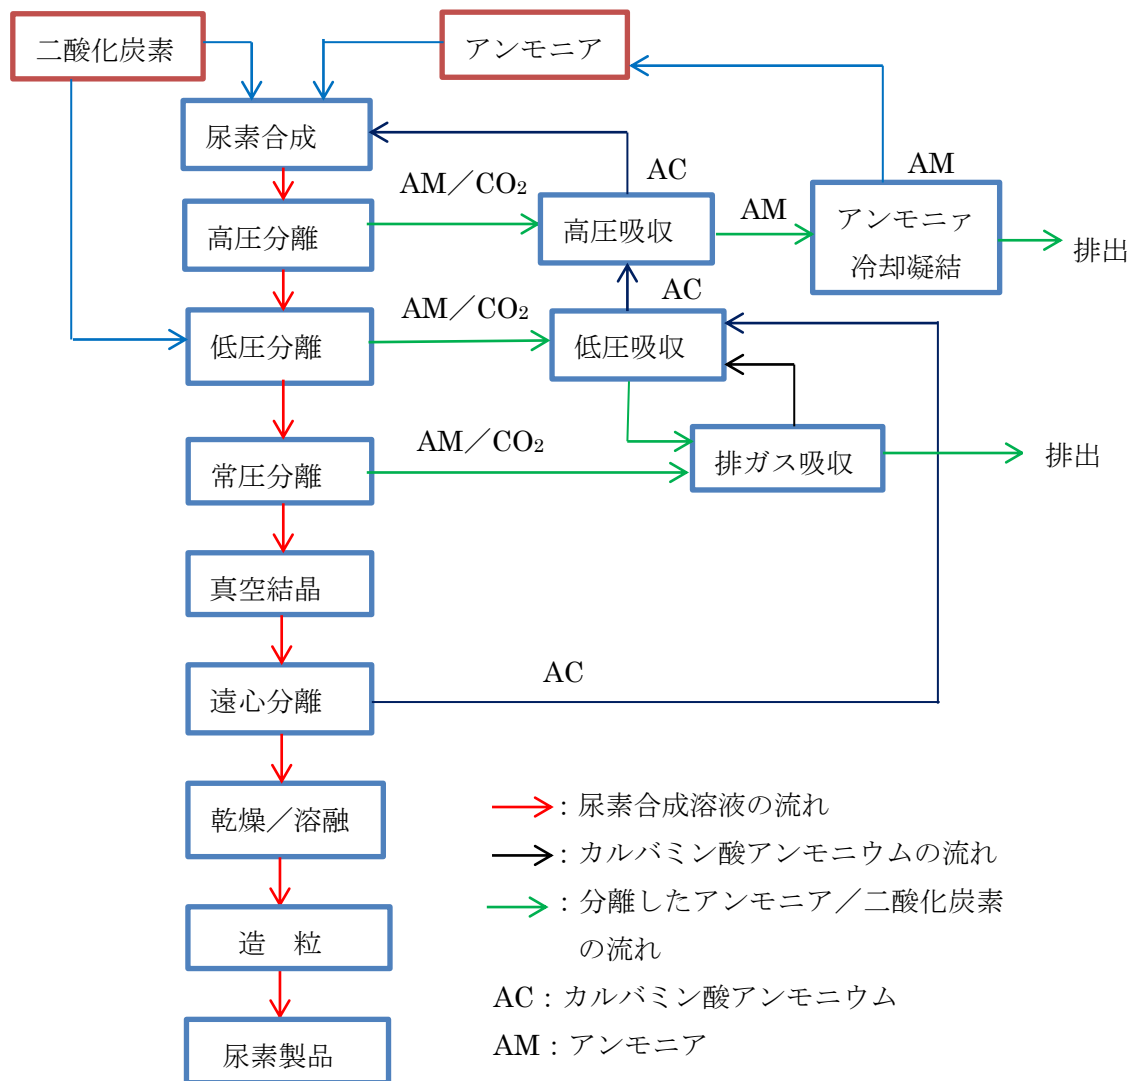 二酸化炭素
アンモニア
尿素合成
AC
AM
AM／CO₂
高圧分離
高圧吸収
AM
アンモニァ
冷却凝結
排出
AC
AM／CO₂
低圧分離
低圧吸収
AM／CO₂
常圧分離
排ガス吸収
排出
真空結晶
遠心分離
AC
乾燥／溶融
造　粒
尿素製品
：尿素合成溶液の流れ
：カルバミン酸アンモニウムの流れ
：分離したアンモニア／二酸化炭素
の流れ
AC：カルバミン酸アンモニウム
AM：アンモニア